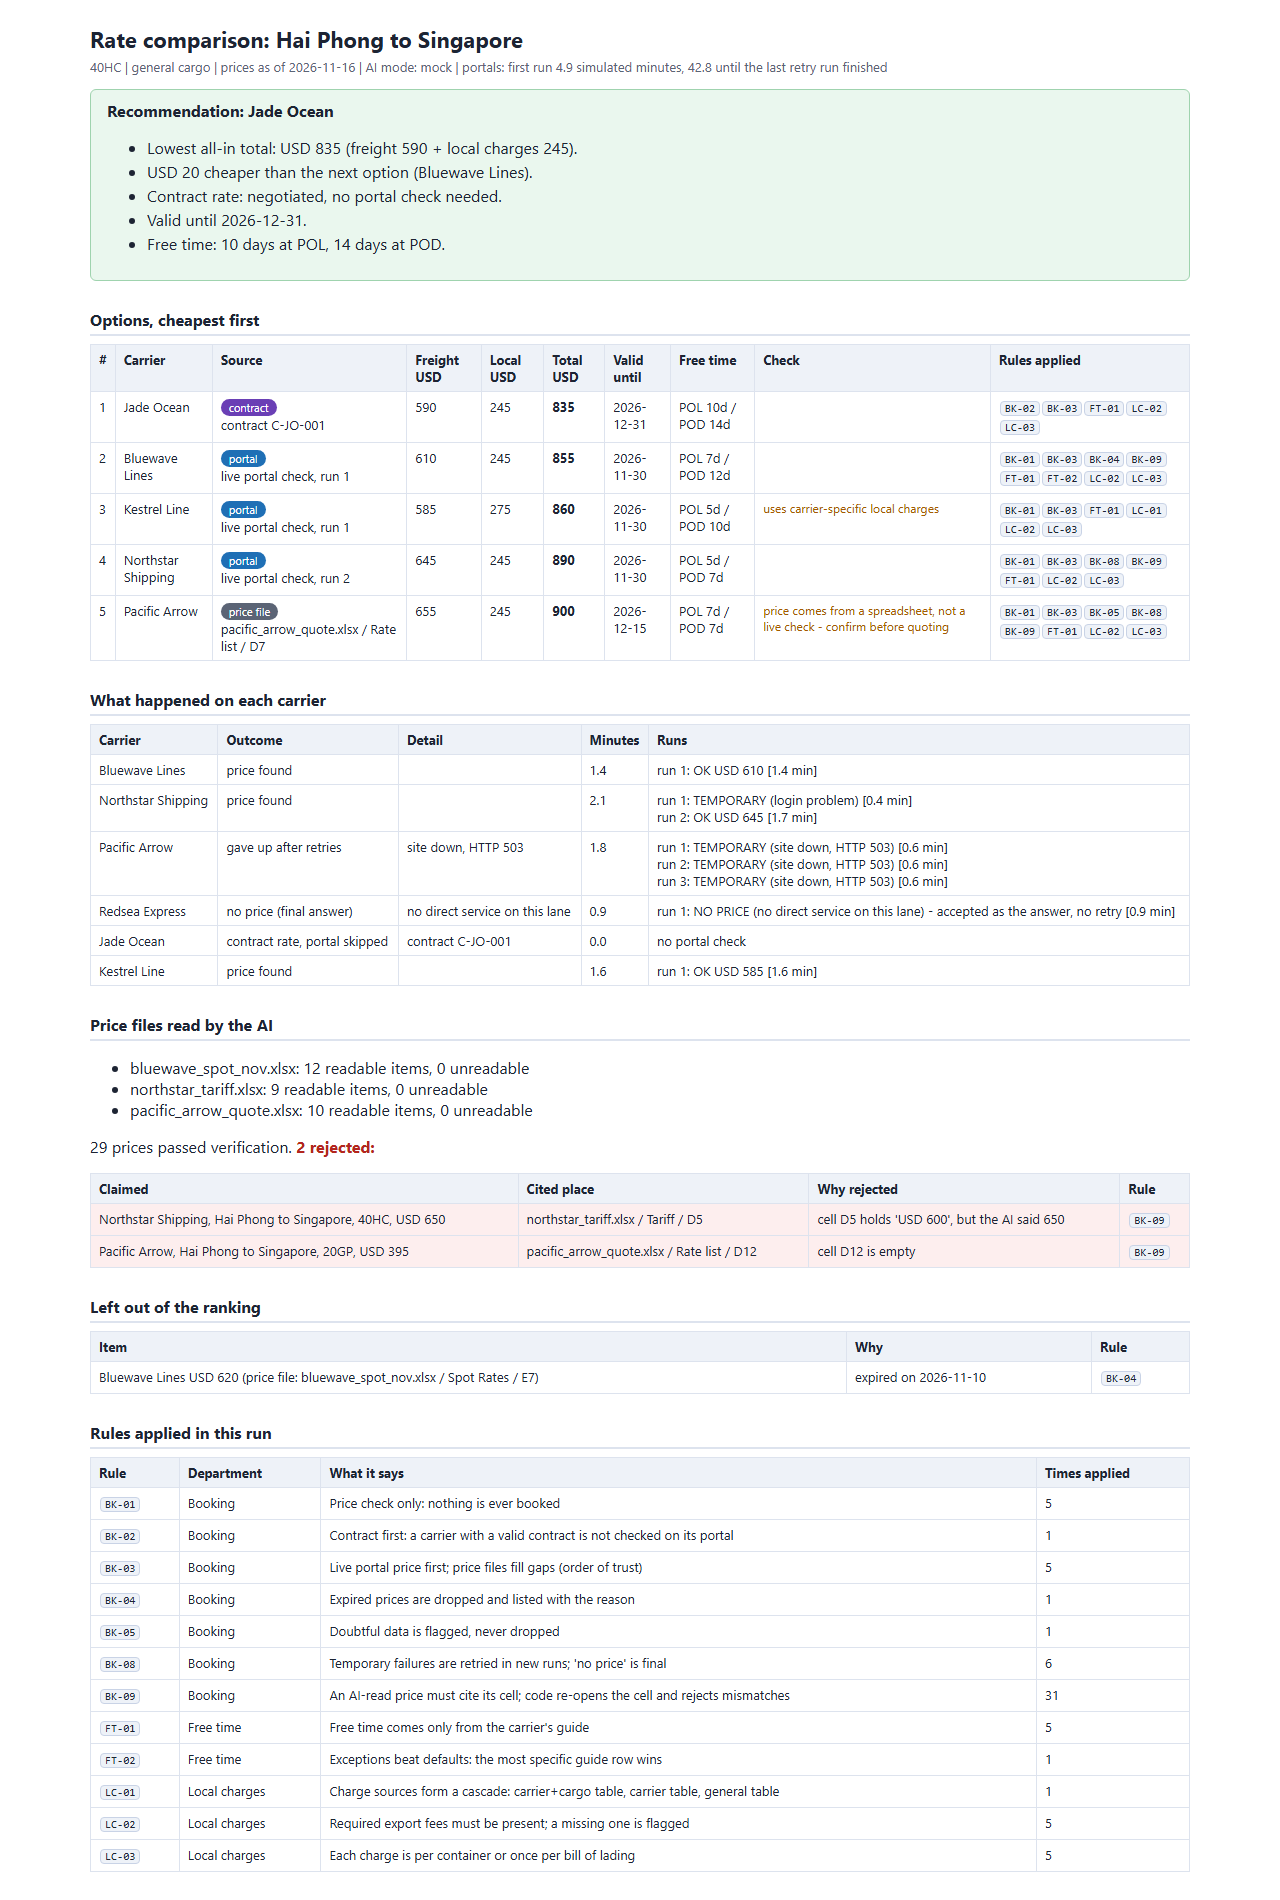 Rate comparison: Hai Phong to Singapore
40HC | general cargo | prices as of 2026-11-16 | AI mode: mock | portals: first run 4.9 simulated minutes, 42.8 until the last retry run finished
Recommendation: Jade Ocean
• Lowest all-in total: USD 835 (freight 590 + local charges 245).
• USD 20 cheaper than the next option (Bluewave Lines).
• Contract rate: negotiated, no portal check needed.
• Valid until 2026-12-31.
• Free time: 10 days at POL, 14 days at POD.
Options, cheapest first
# Carrier Source Freight USD Local USD Total USD Valid until Free time Check Rules applied
1 Jade Ocean contract contract C-JO-001 590 245 835 2026-12-31 POL 10d / POD 14d BK-02 BK-03 FT-01 LC-02 LC-03
2 Bluewave Lines portal live portal check, run 1 610 245 855 2026-11-30 POL 7d / POD 12d BK-01 BK-03 BK-04 BK-09 FT-01 FT-02 LC-02 LC-03
3 Kestrel Line portal live portal check, run 1 585 275 860 2026-11-30 POL 5d / POD 10d uses carrier-specific local charges BK-01 BK-03 FT-01 LC-01 LC-02 LC-03
4 Northstar Shipping portal live portal check, run 2 645 245 890 2026-11-30 POL 5d / POD 7d BK-01 BK-03 BK-08 BK-09 FT-01 LC-02 LC-03
5 Pacific Arrow price file pacific_arrow_quote.xlsx / Rate list / D7 655 245 900 2026-12-15 POL 7d / POD 7d price comes from a spreadsheet, not a live check - confirm before quoting BK-01 BK-03 BK-05 BK-08 BK-09 FT-01 LC-02 LC-03
What happened on each carrier
Carrier Outcome Detail Minutes Runs
Bluewave Lines price found 1.4 run 1: OK USD 610 [1.4 min]
Northstar Shipping price found 2.1 run 1: TEMPORARY (login problem) [0.4 min]
run 2: OK USD 645 [1.7 min]
Pacific Arrow gave up after retries site down, HTTP 503 1.8 run 1: TEMPORARY (site down, HTTP 503) [0.6 min]
run 2: TEMPORARY (site down, HTTP 503) [0.6 min]
run 3: TEMPORARY (site down, HTTP 503) [0.6 min]
Redsea Express no price (final answer) no direct service on this lane 0.9 run 1: NO PRICE (no direct service on this lane) - accepted as the answer, no retry [0.9 min]
Jade Ocean contract rate, portal skipped contract C-JO-001 0.0 no portal check
Kestrel Line price found 1.6 run 1: OK USD 585 [1.6 min]
Price files read by the AI
• bluewave_spot_nov.xlsx: 12 readable items, 0 unreadable
• northstar_tariff.xlsx: 9 readable items, 0 unreadable
• pacific_arrow_quote.xlsx: 10 readable items, 0 unreadable
29 prices passed verification. 2 rejected:
Claimed Cited place Why rejected Rule
Northstar Shipping, Hai Phong to Singapore, 40HC, USD 650 northstar_tariff.xlsx / Tariff / D5 cell D5 holds 'USD 600', but the AI said 650 BK-09
Pacific Arrow, Hai Phong to Singapore, 20GP, USD 395 pacific_arrow_quote.xlsx / Rate list / D12 cell D12 is empty BK-09
Left out of the ranking
Item Why Rule
Bluewave Lines USD 620 (price file: bluewave_spot_nov.xlsx / Spot Rates / E7) expired on 2026-11-10 BK-04
Rules applied in this run
Rule Department What it says Times applied
BK-01 Booking Price check only: nothing is ever booked 5
BK-02 Booking Contract first: a carrier with a valid contract is not checked on its portal 1
BK-03 Booking Live portal price first; price files fill gaps (order of trust) 5
BK-04 Booking Expired prices are dropped and listed with the reason 1
BK-05 Booking Doubtful data is flagged, never dropped 1
BK-08 Booking Temporary failures are retried in new runs; 'no price' is final 6
BK-09 Booking An AI-read price must cite its cell; code re-opens the cell and rejects mismatches 31
FT-01 Free time Free time comes only from the carrier's guide 5
FT-02 Free time Exceptions beat defaults: the most specific guide row wins 1
LC-01 Local charges Charge sources form a cascade: carrier+cargo table, carrier table, general table 1
LC-02 Local charges Required export fees must be present; a missing one is flagged 5
LC-03 Local charges Each charge is per container or once per bill of lading 5